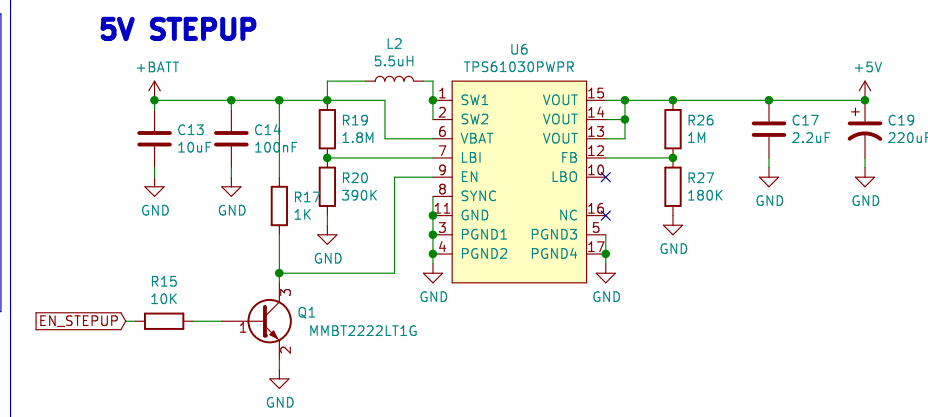 5V STEPUP
+BATT
C13
10uF
C14
100nF
GND
GND
R17
1K
R19
1.8M
R20
390K
GND
L2
5.5uH
U6
TPS61030PWPR
1 SW1
2 SW2
6 VBAT
7 LBI
9 EN
8 SYNC
11 GND
3 PGND1
4 PGND2
VOUT 15
VOUT 14
VOUT 13
FB 12
LBO 10
NC 16
PGND3 5
PGND4 17
GND
GND
R26
1M
R27
180K
GND
+5V
C17
2.2uF
GND
+
C19
220uF
GND
EN_STEPUP
R15
10K
1
3
2
Q1
MMBT2222LT1G
GND